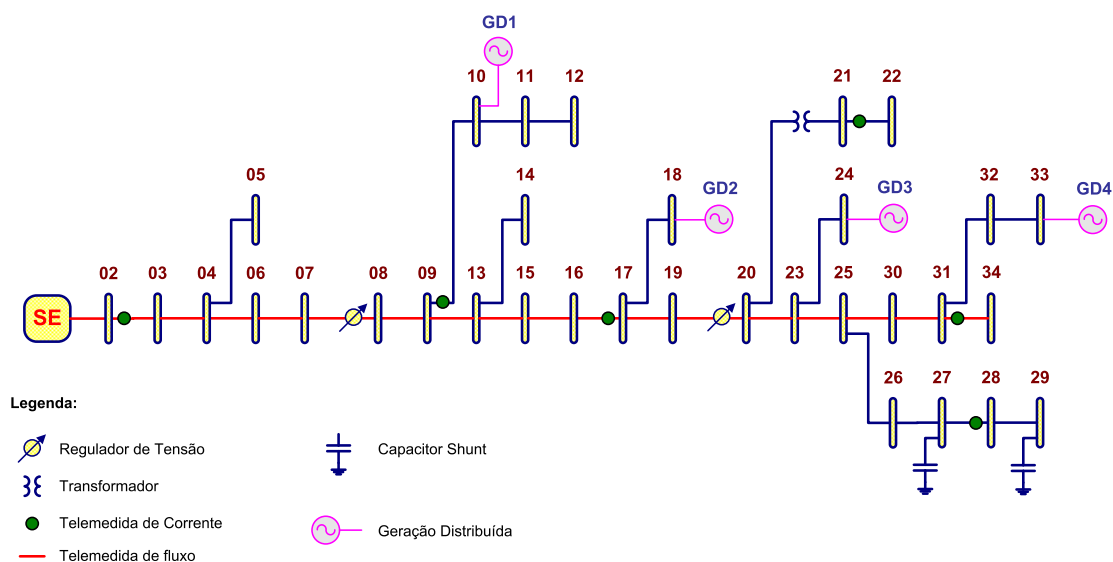 GD1
10 11 12
21 22
05
14
18
GD2
24
GD3
32 33
GD4
SE
02 03 04 06 07 08 09 13 15 16 17 19 20 23 25 30 31 34
26 27 28 29
Legenda:
Regulador de Tensão
Capacitor Shunt
Transformador
Telemedida de Corrente
Geração Distribuída
Telemedida de fluxo